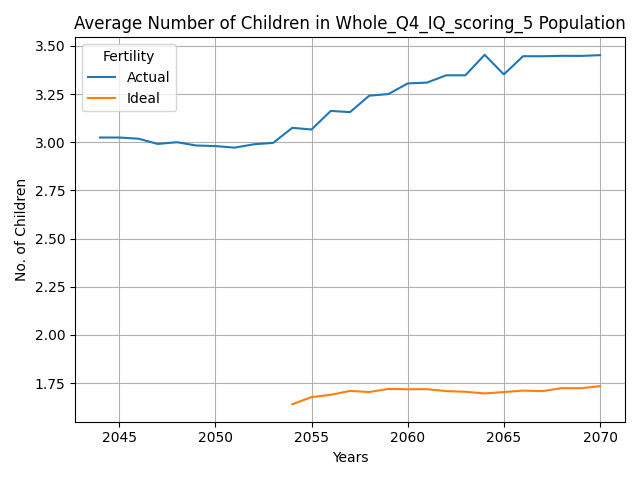 Average Number of Children in Whole_Q4_IQ_scoring_5 Population
Fertility
Actual
Ideal
No. of Children
3.50
3.25
3.00
2.75
2.50
2.25
2.00
1.75
2045 2050 2055 2060 2065 2070
Years